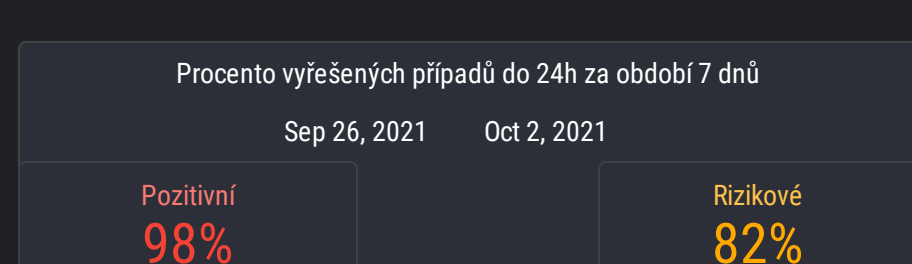 Procento vyřešených případů do 24h za období 7 dnů
Sep 26, 2021 Oct 2, 2021
Pozitivní Rizikové
98% 82%